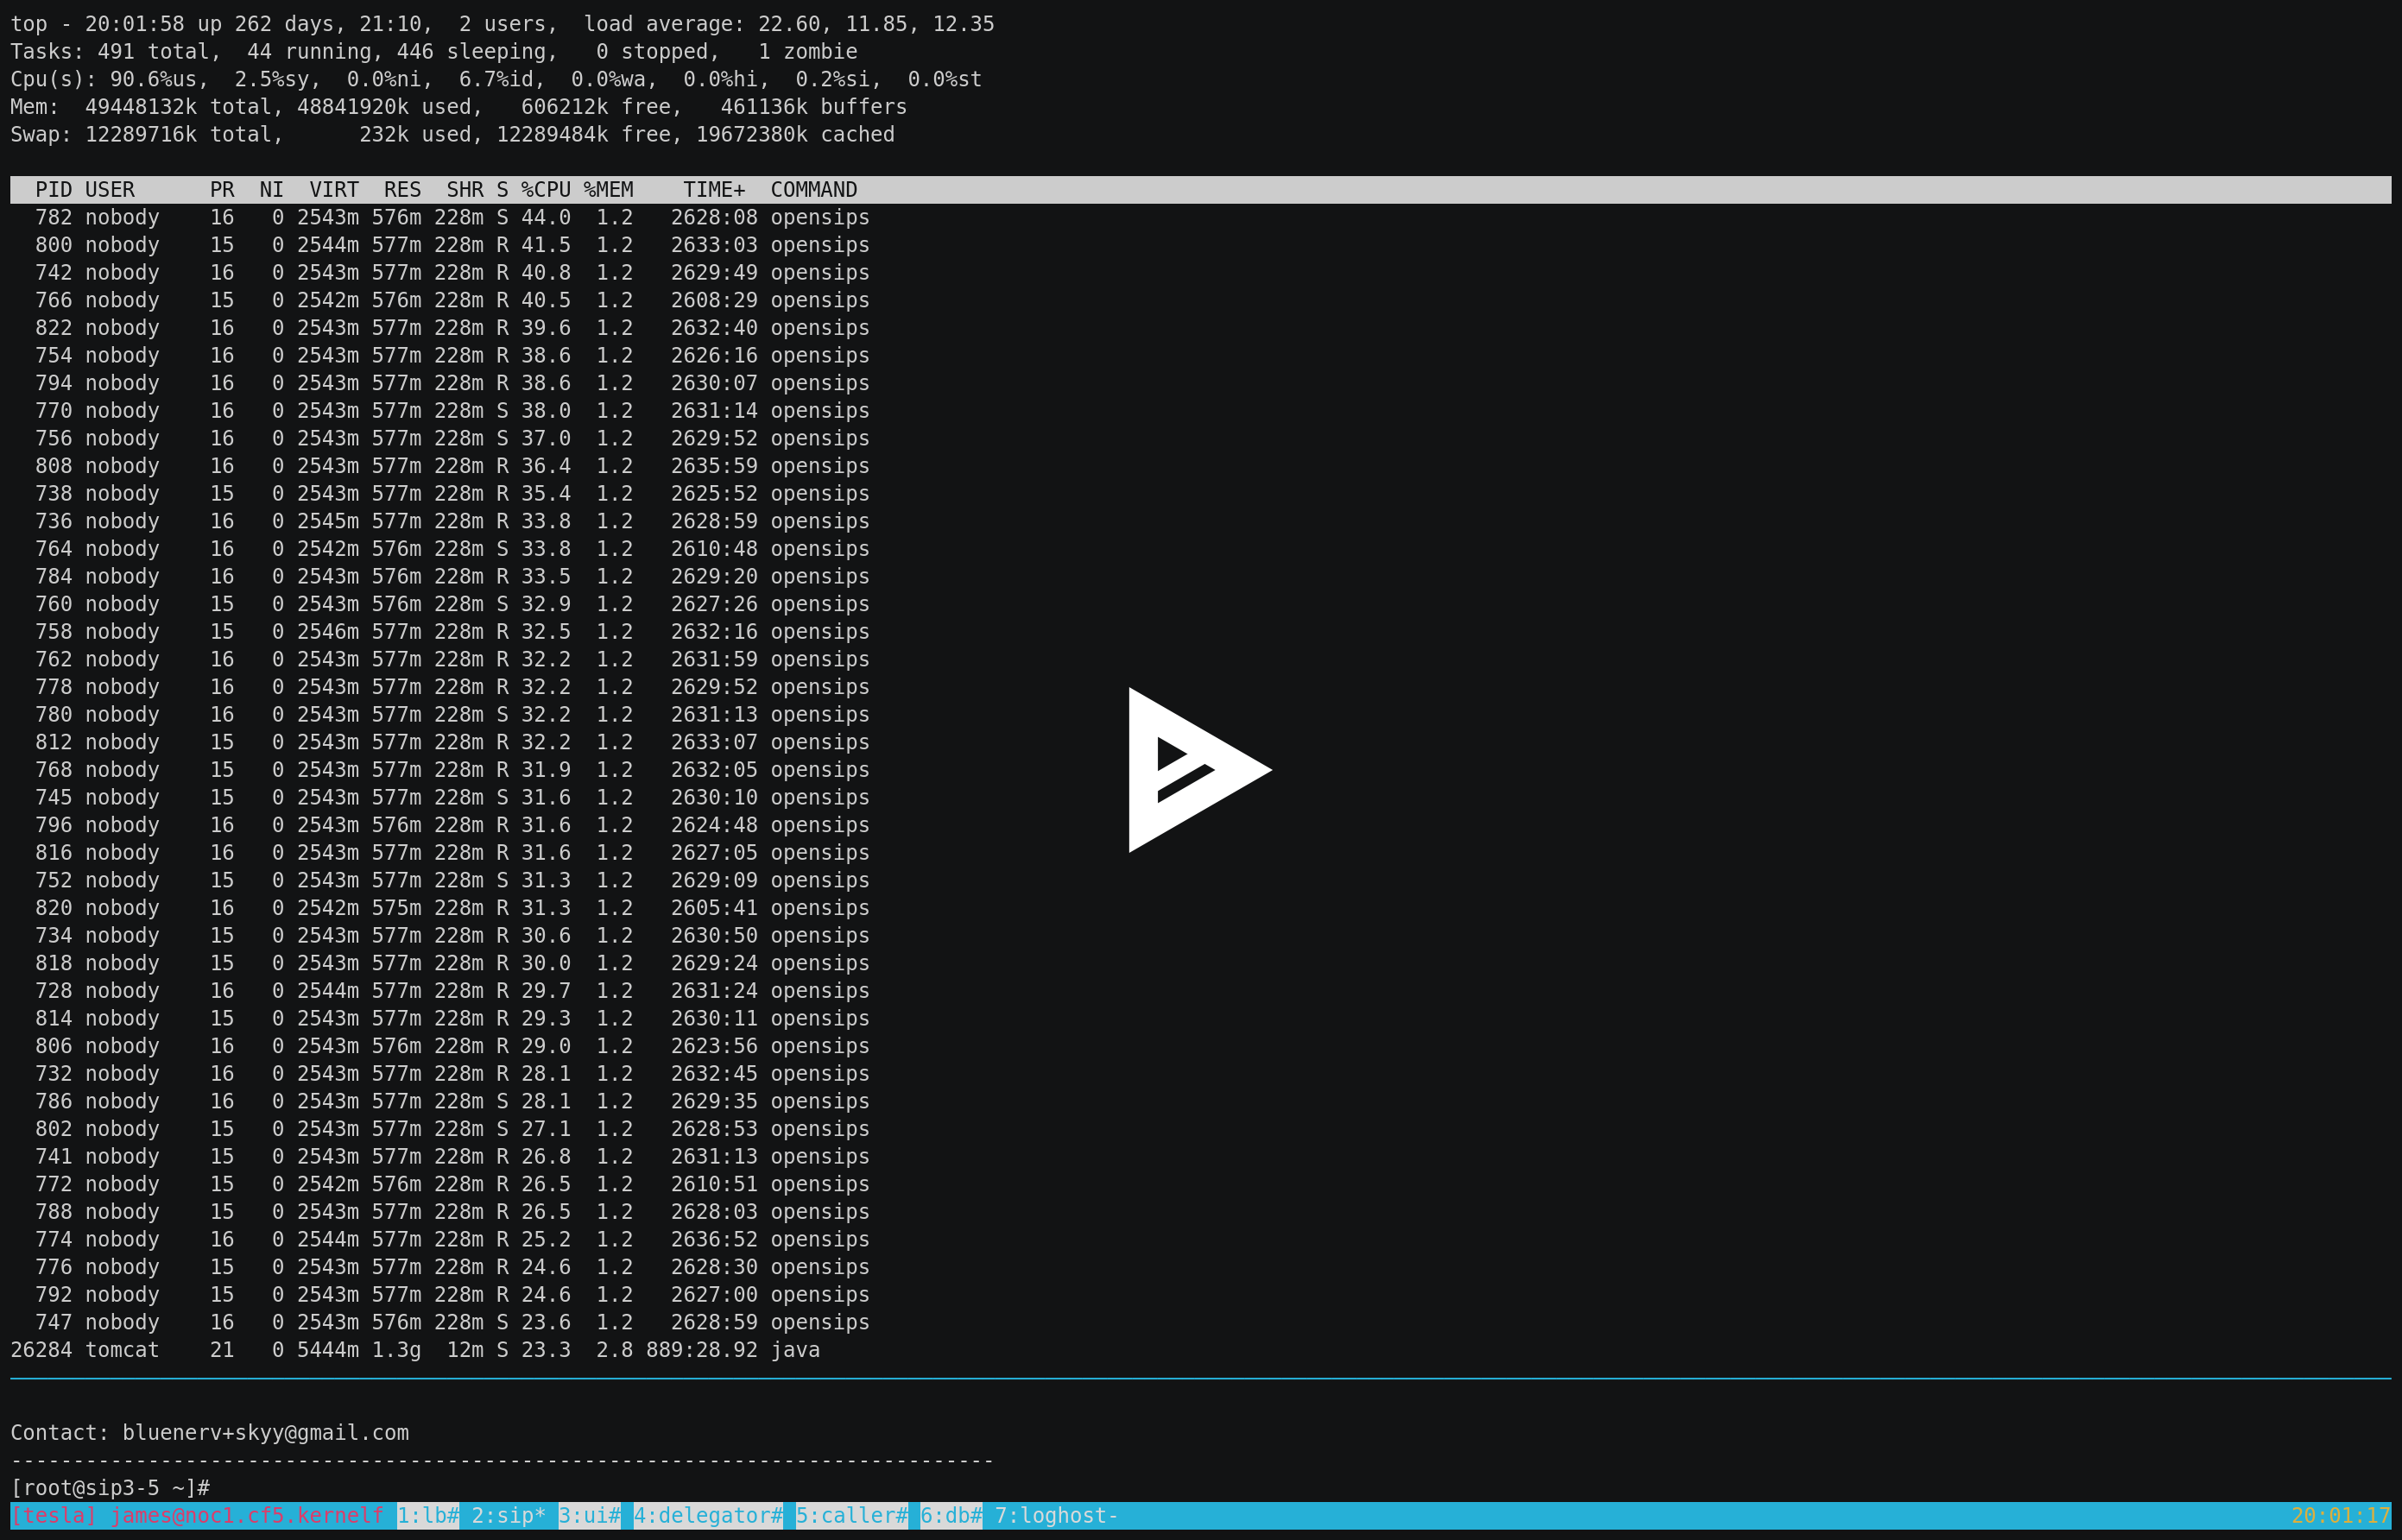 top - 20:01:58 up 262 days, 21:10,  2 users,  load average: 22.60, 11.85, 12.35
Tasks: 491 total,  44 running, 446 sleeping,   0 stopped,   1 zombie
Cpu(s): 90.6%us,  2.5%sy,  0.0%ni,  6.7%id,  0.0%wa,  0.0%hi,  0.2%si,  0.0%st
Mem:  49448132k total, 48841920k used,   606212k free,   461136k buffers
Swap: 12289716k total,      232k used, 12289484k free, 19672380k cached
  PID USER      PR  NI  VIRT  RES  SHR S %CPU %MEM    TIME+  COMMAND
  782 nobody    16   0 2543m 576m 228m S 44.0  1.2   2628:08 opensips
  800 nobody    15   0 2544m 577m 228m R 41.5  1.2   2633:03 opensips
  742 nobody    16   0 2543m 577m 228m R 40.8  1.2   2629:49 opensips
  766 nobody    15   0 2542m 576m 228m R 40.5  1.2   2608:29 opensips
  822 nobody    16   0 2543m 577m 228m R 39.6  1.2   2632:40 opensips
  754 nobody    16   0 2543m 577m 228m R 38.6  1.2   2626:16 opensips
  794 nobody    16   0 2543m 577m 228m R 38.6  1.2   2630:07 opensips
  770 nobody    16   0 2543m 577m 228m S 38.0  1.2   2631:14 opensips
  756 nobody    16   0 2543m 577m 228m S 37.0  1.2   2629:52 opensips
  808 nobody    16   0 2543m 577m 228m R 36.4  1.2   2635:59 opensips
  738 nobody    15   0 2543m 577m 228m R 35.4  1.2   2625:52 opensips
  736 nobody    16   0 2545m 577m 228m R 33.8  1.2   2628:59 opensips
  764 nobody    16   0 2542m 576m 228m S 33.8  1.2   2610:48 opensips
  784 nobody    16   0 2543m 576m 228m R 33.5  1.2   2629:20 opensips
  760 nobody    15   0 2543m 576m 228m S 32.9  1.2   2627:26 opensips
  758 nobody    15   0 2546m 577m 228m R 32.5  1.2   2632:16 opensips
  762 nobody    16   0 2543m 577m 228m R 32.2  1.2   2631:59 opensips
  778 nobody    16   0 2543m 577m 228m R 32.2  1.2   2629:52 opensips
  780 nobody    16   0 2543m 577m 228m S 32.2  1.2   2631:13 opensips
  812 nobody    15   0 2543m 577m 228m R 32.2  1.2   2633:07 opensips
  768 nobody    15   0 2543m 577m 228m R 31.9  1.2   2632:05 opensips
  745 nobody    15   0 2543m 577m 228m S 31.6  1.2   2630:10 opensips
  796 nobody    16   0 2543m 576m 228m R 31.6  1.2   2624:48 opensips
  816 nobody    16   0 2543m 577m 228m R 31.6  1.2   2627:05 opensips
  752 nobody    15   0 2543m 577m 228m S 31.3  1.2   2629:09 opensips
  820 nobody    16   0 2542m 575m 228m R 31.3  1.2   2605:41 opensips
  734 nobody    15   0 2543m 577m 228m R 30.6  1.2   2630:50 opensips
  818 nobody    15   0 2543m 577m 228m R 30.0  1.2   2629:24 opensips
  728 nobody    16   0 2544m 577m 228m R 29.7  1.2   2631:24 opensips
  814 nobody    15   0 2543m 577m 228m R 29.3  1.2   2630:11 opensips
  806 nobody    16   0 2543m 576m 228m R 29.0  1.2   2623:56 opensips
  732 nobody    16   0 2543m 577m 228m R 28.1  1.2   2632:45 opensips
  786 nobody    16   0 2543m 577m 228m S 28.1  1.2   2629:35 opensips
  802 nobody    15   0 2543m 577m 228m S 27.1  1.2   2628:53 opensips
  741 nobody    15   0 2543m 577m 228m R 26.8  1.2   2631:13 opensips
  772 nobody    15   0 2542m 576m 228m R 26.5  1.2   2610:51 opensips
  788 nobody    15   0 2543m 577m 228m R 26.5  1.2   2628:03 opensips
  774 nobody    16   0 2544m 577m 228m R 25.2  1.2   2636:52 opensips
  776 nobody    15   0 2543m 577m 228m R 24.6  1.2   2628:30 opensips
  792 nobody    15   0 2543m 577m 228m R 24.6  1.2   2627:00 opensips
  747 nobody    16   0 2543m 576m 228m S 23.6  1.2   2628:59 opensips
26284 tomcat    21   0 5444m 1.3g  12m S 23.3  2.8 889:28.92 java
Contact: bluenerv+skyy@gmail.com
-------------------------------------------------------------------------------
[root@sip3-5 ~]#
[tesla] james@noc1.cf5.kernelf 1:lb# 2:sip* 3:ui# 4:delegator# 5:caller# 6:db# 7:loghost- 20:01:17